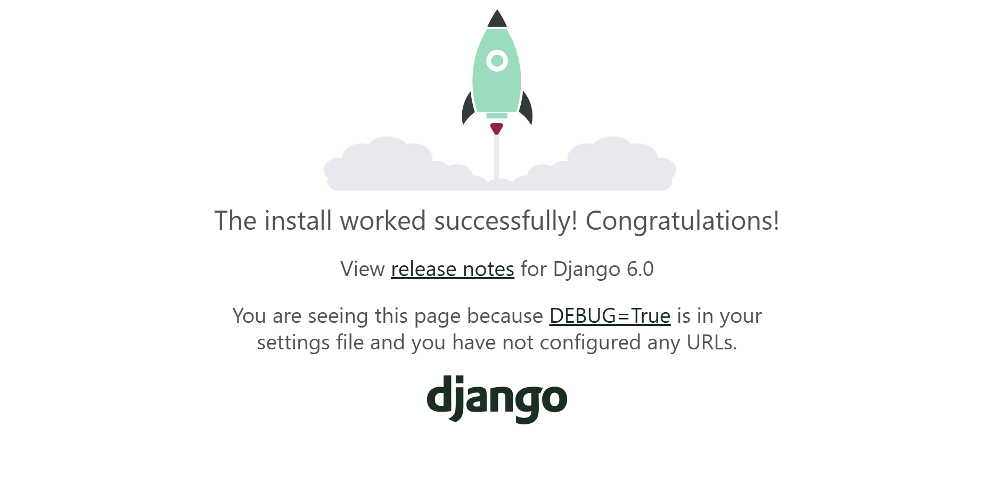 The install worked successfully! Congratulations!
View release notes for Django 6.0
You are seeing this page because DEBUG=True is in your
settings file and you have not configured any URLs.
django